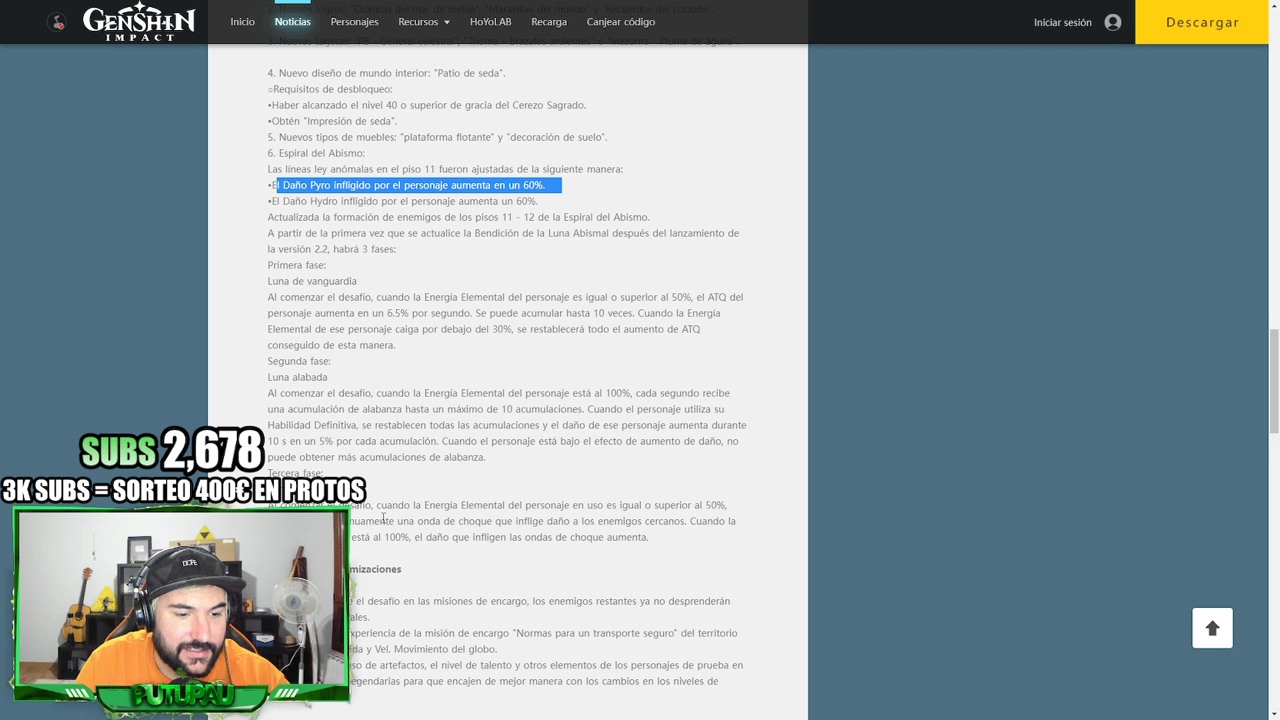 GENSHIN
IMPACT
Inicio
Noticias
Personajes
Recursos
HoYoLAB
Recarga
Canjear código
Iniciar sesión
Descargar
4. Nuevo diseño de mundo interior: "Patio de seda".
○Requisitos de desbloqueo:
•Haber alcanzado el nivel 40 o superior de gracia del Cerezo Sagrado.
•Obtén "Impresión de seda".
5. Nuevos tipos de muebles: "plataforma flotante" y "decoración de suelo".
6. Espiral del Abismo:
Las líneas ley anómalas en el piso 11 fueron ajustadas de la siguiente manera:
•El Daño Pyro infligido por el personaje aumenta en un 60%.
•El Daño Hydro infligido por el personaje aumenta un 60%.
Actualizada la formación de enemigos de los pisos 11 - 12 de la Espiral del Abismo.
A partir de la primera vez que se actualice la Bendición de la Luna Abismal después del lanzamiento de
la versión 2.2, habrá 3 fases:
Primera fase:
Luna de vanguardia
Al comenzar el desafío, cuando la Energía Elemental del personaje es igual o superior al 50%, el ATQ del
personaje aumenta en un 6.5% por segundo. Se puede acumular hasta 10 veces. Cuando la Energía
Elemental de ese personaje caiga por debajo del 30%, se restablecerá todo el aumento de ATQ
conseguido de esta manera.
Segunda fase:
Luna alabada
Al comenzar el desafío, cuando la Energía Elemental del personaje está al 100%, cada segundo recibe
una acumulación de alabanza hasta un máximo de 10 acumulaciones. Cuando el personaje utiliza su
Habilidad Definitiva, se restablecen todas las acumulaciones y el daño de ese personaje aumenta durante
10 s en un 5% por cada acumulación. Cuando el personaje está bajo el efecto de aumento de daño, no
puede obtener más acumulaciones de alabanza.
Tercera fase:
Al comenzar el desafío, cuando la Energía Elemental del personaje en uso es igual o superior al 50%,
nuamente una onda de choque que inflige daño a los enemigos cercanos. Cuando la
está al 100%, el daño que infligen las ondas de choque aumenta.
mizaciones
el desafío en las misiones de encargo, los enemigos restantes ya no desprenderán
ales.
xperiencia de la misión de encargo "Normas para un transporte seguro" del territorio
da y Vel. Movimiento del globo.
so de artefactos, el nivel de talento y otros elementos de los personajes de prueba en
egendarias para que encajen de mejor manera con los cambios en los niveles de
SUBS 2,678
3K SUBS = SORTEO 400€ EN PROTOS
DOPE
PUTUPAU